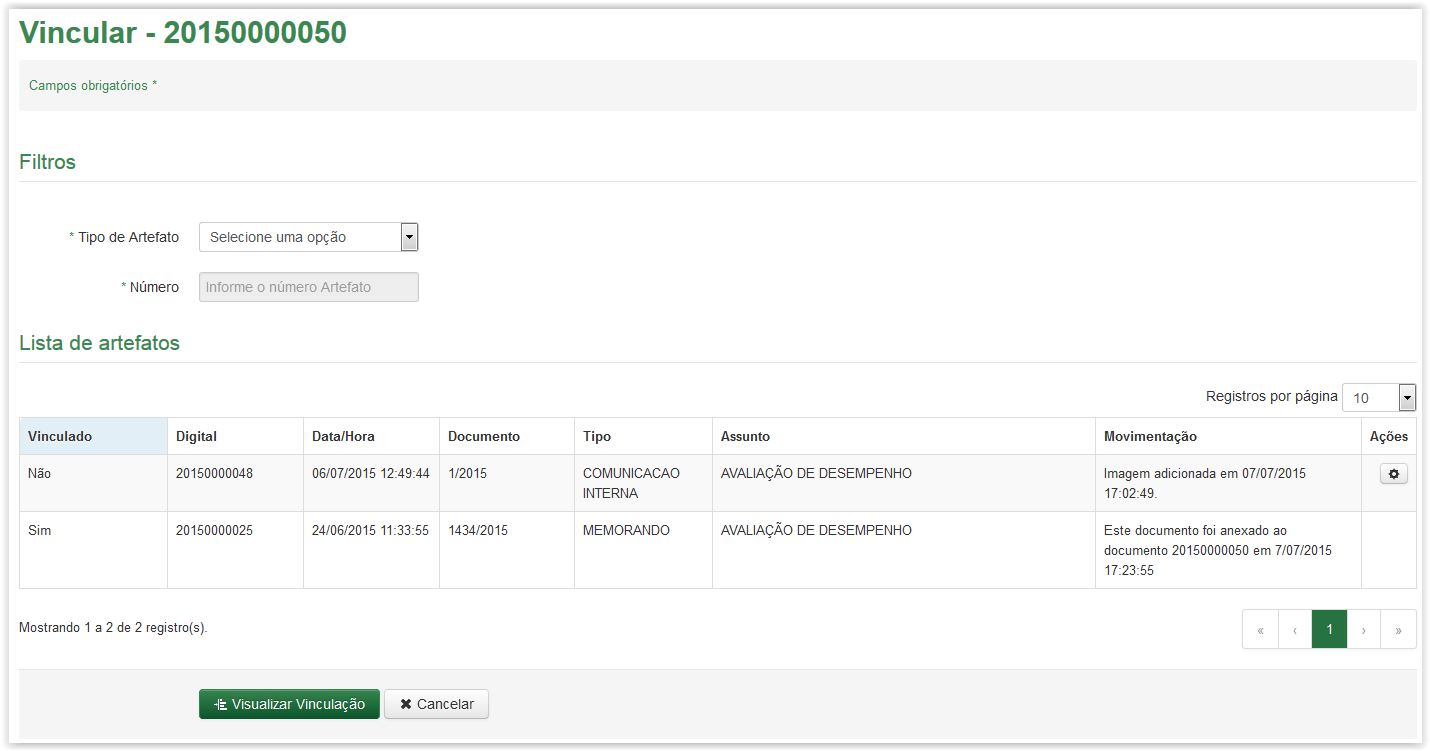 Vincular - 20150000050
Campos obrigatórios *
Filtros
* Tipo de Artefato Selecione uma opção
* Número Informe o número Artefato
Lista de artefatos
Registros por página 10
Vinculado Digital Data/Hora Documento Tipo Assunto Movimentação Ações
Não 20150000048 06/07/2015 12:49:44 1/2015 COMUNICACAO AVALIAÇÃO DE DESEMPENHO Imagem adicionada em 07/07/2015
INTERNA 17:02:49.
Sim 20150000025 24/06/2015 11:33:55 1434/2015 MEMORANDO AVALIAÇÃO DE DESEMPENHO Este documento foi anexado ao
documento 20150000050 em 7/07/2015
17:23:55
Mostrando 1 a 2 de 2 registro(s). « ‹ 1 › »
Visualizar Vinculação Cancelar